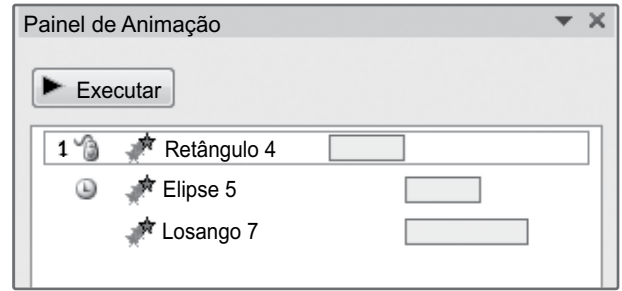 Painel de Animação
Executar
1 Retângulo 4
Elipse 5
Losango 7